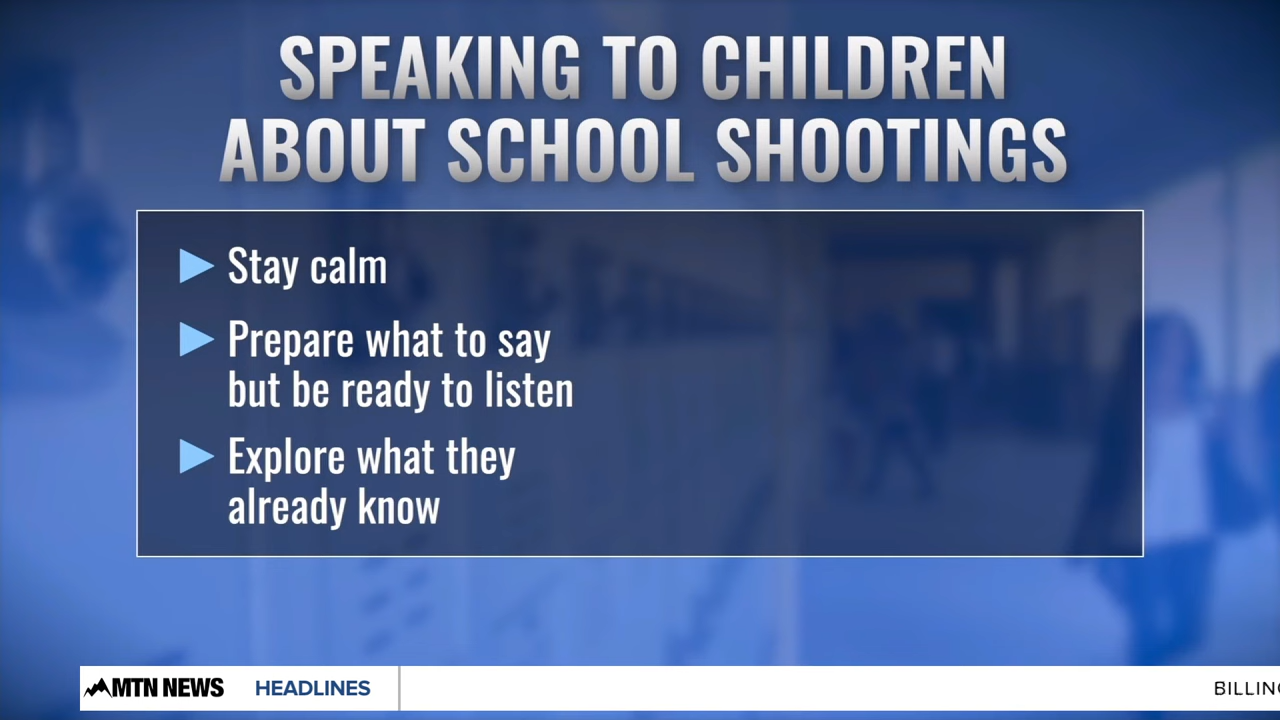 SPEAKING TO CHILDREN
ABOUT SCHOOL SHOOTINGS
Stay calm
Prepare what to say
but be ready to listen
Explore what they
already know
MTN NEWS HEADLINES